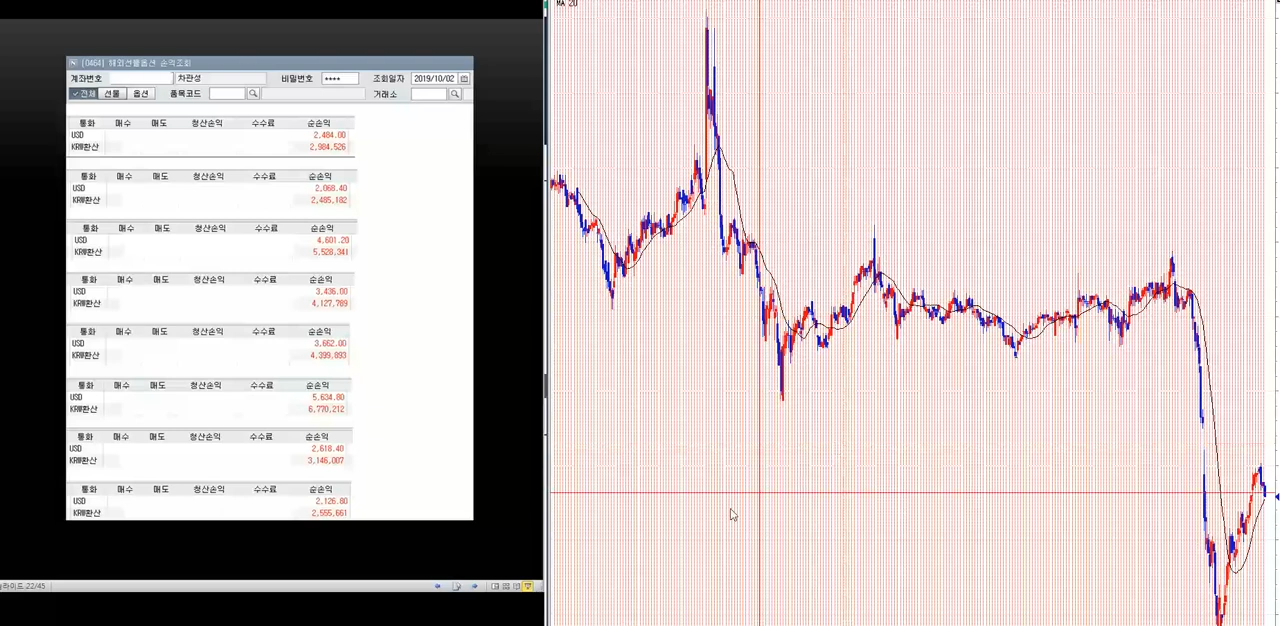 MA 20
[0464] 해외선물옵션 손익조회
계좌번호 차관성 비밀번호 **** 조회일자 2019/10/02
✓전체 선물 옵션 품목코드 거래소
통화 매수 매도 청산손익 수수료 순손익
USD 2,484.00
KRW환산 2,984,526
통화 매수 매도 청산손익 수수료 순손익
USD 2,068.40
KRW환산 2,485,182
통화 매수 매도 청산손익 수수료 순손익
USD 4,601.20
KRW환산 5,528,341
통화 매수 매도 청산손익 수수료 순손익
USD 3,436.00
KRW환산 4,127,789
통화 매수 매도 청산손익 수수료 순손익
USD 3,662.00
KRW환산 4,399,893
통화 매수 매도 청산손익 수수료 순손익
USD 5,634.80
KRW환산 6,770,212
통화 매수 매도 청산손익 수수료 순손익
USD 2,618.40
KRW환산 3,146,007
통화 매수 매도 청산손익 수수료 순손익
USD 2,126.80
KRW환산 2,555,661
라이드 22/45